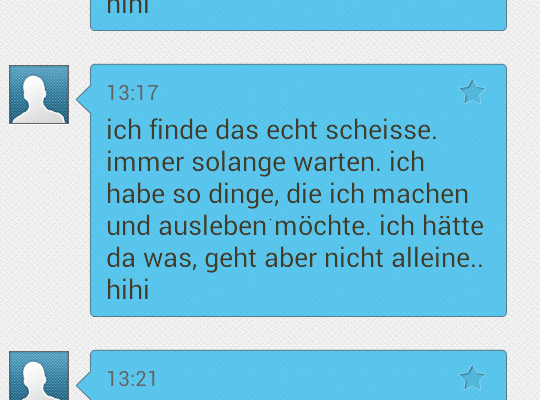 hihi
13:17
ich finde das echt scheisse.
immer solange warten. ich
habe so dinge, die ich machen
und ausleben möchte. ich hätte
da was, geht aber nicht alleine..
hihi
13:21